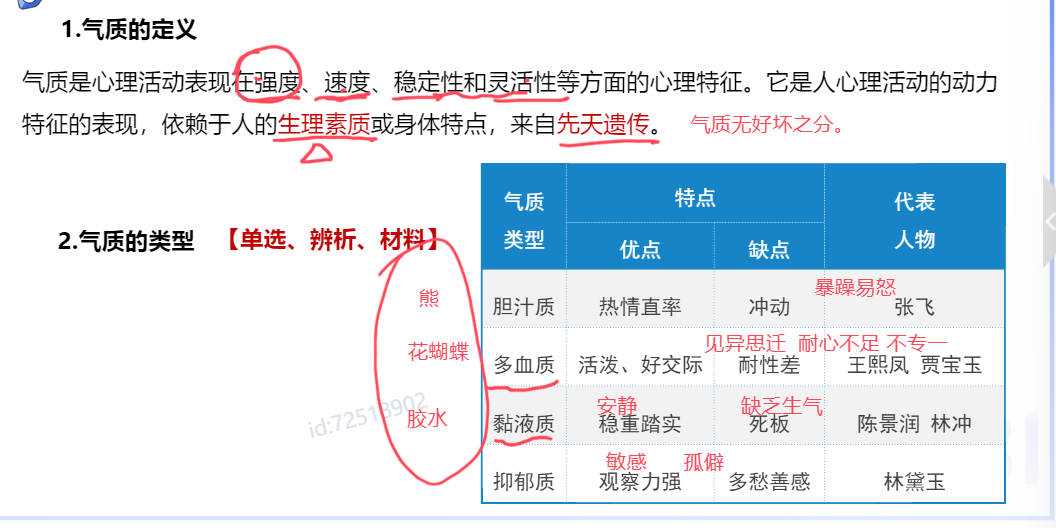 1.气质的定义
气质是心理活动表现在强度、速度、稳定性和灵活性等方面的心理特征。它是人心理活动的动力
特征的表现，依赖于人的生理素质或身体特点，来自先天遗传。 气质无好坏之分。
2.气质的类型 【单选、辨析、材料】
熊
花蝴蝶
胶水
id:72513902
气质类型 特点 代表人物
优点 缺点
暴躁易怒
胆汁质 热情直率 冲动 张飞
见异思迁 耐心不足 不专一
多血质 活泼、好交际 耐性差 王熙凤 贾宝玉
安静 缺乏生气
黏液质 稳重踏实 死板 陈景润 林冲
敏感 孤僻
抑郁质 观察力强 多愁善感 林黛玉